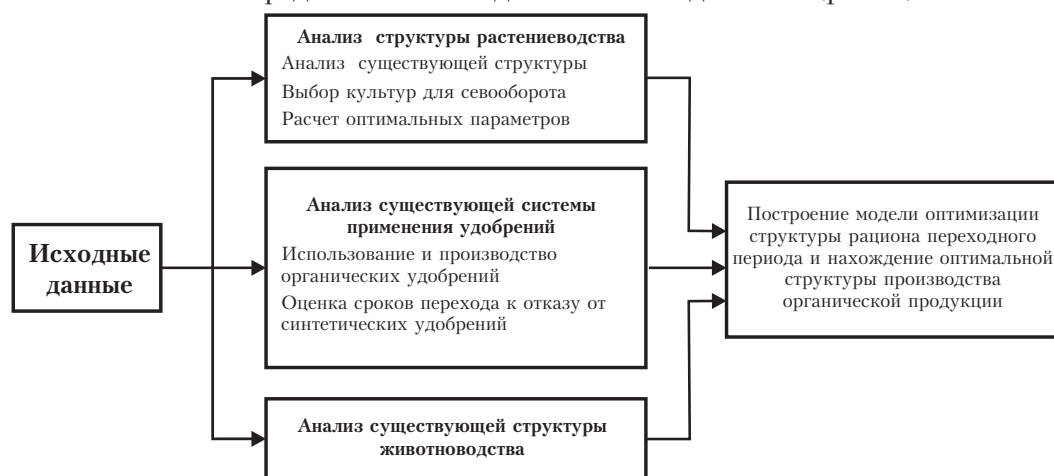 Анализ структуры растениеводства
Анализ существующей структуры
Выбор культур для севооборота
Расчет оптимальных параметров
Исходные
данные
Анализ существующей системы
применения удобрений
Использование и производство
органических удобрений
Оценка сроков перехода к отказу от
синтетических удобрений
Анализ существующей структуры
животноводства
Построение модели оптимизации
структуры рациона переходного
периода и нахождение оптимальной
структуры производства
органической продукции